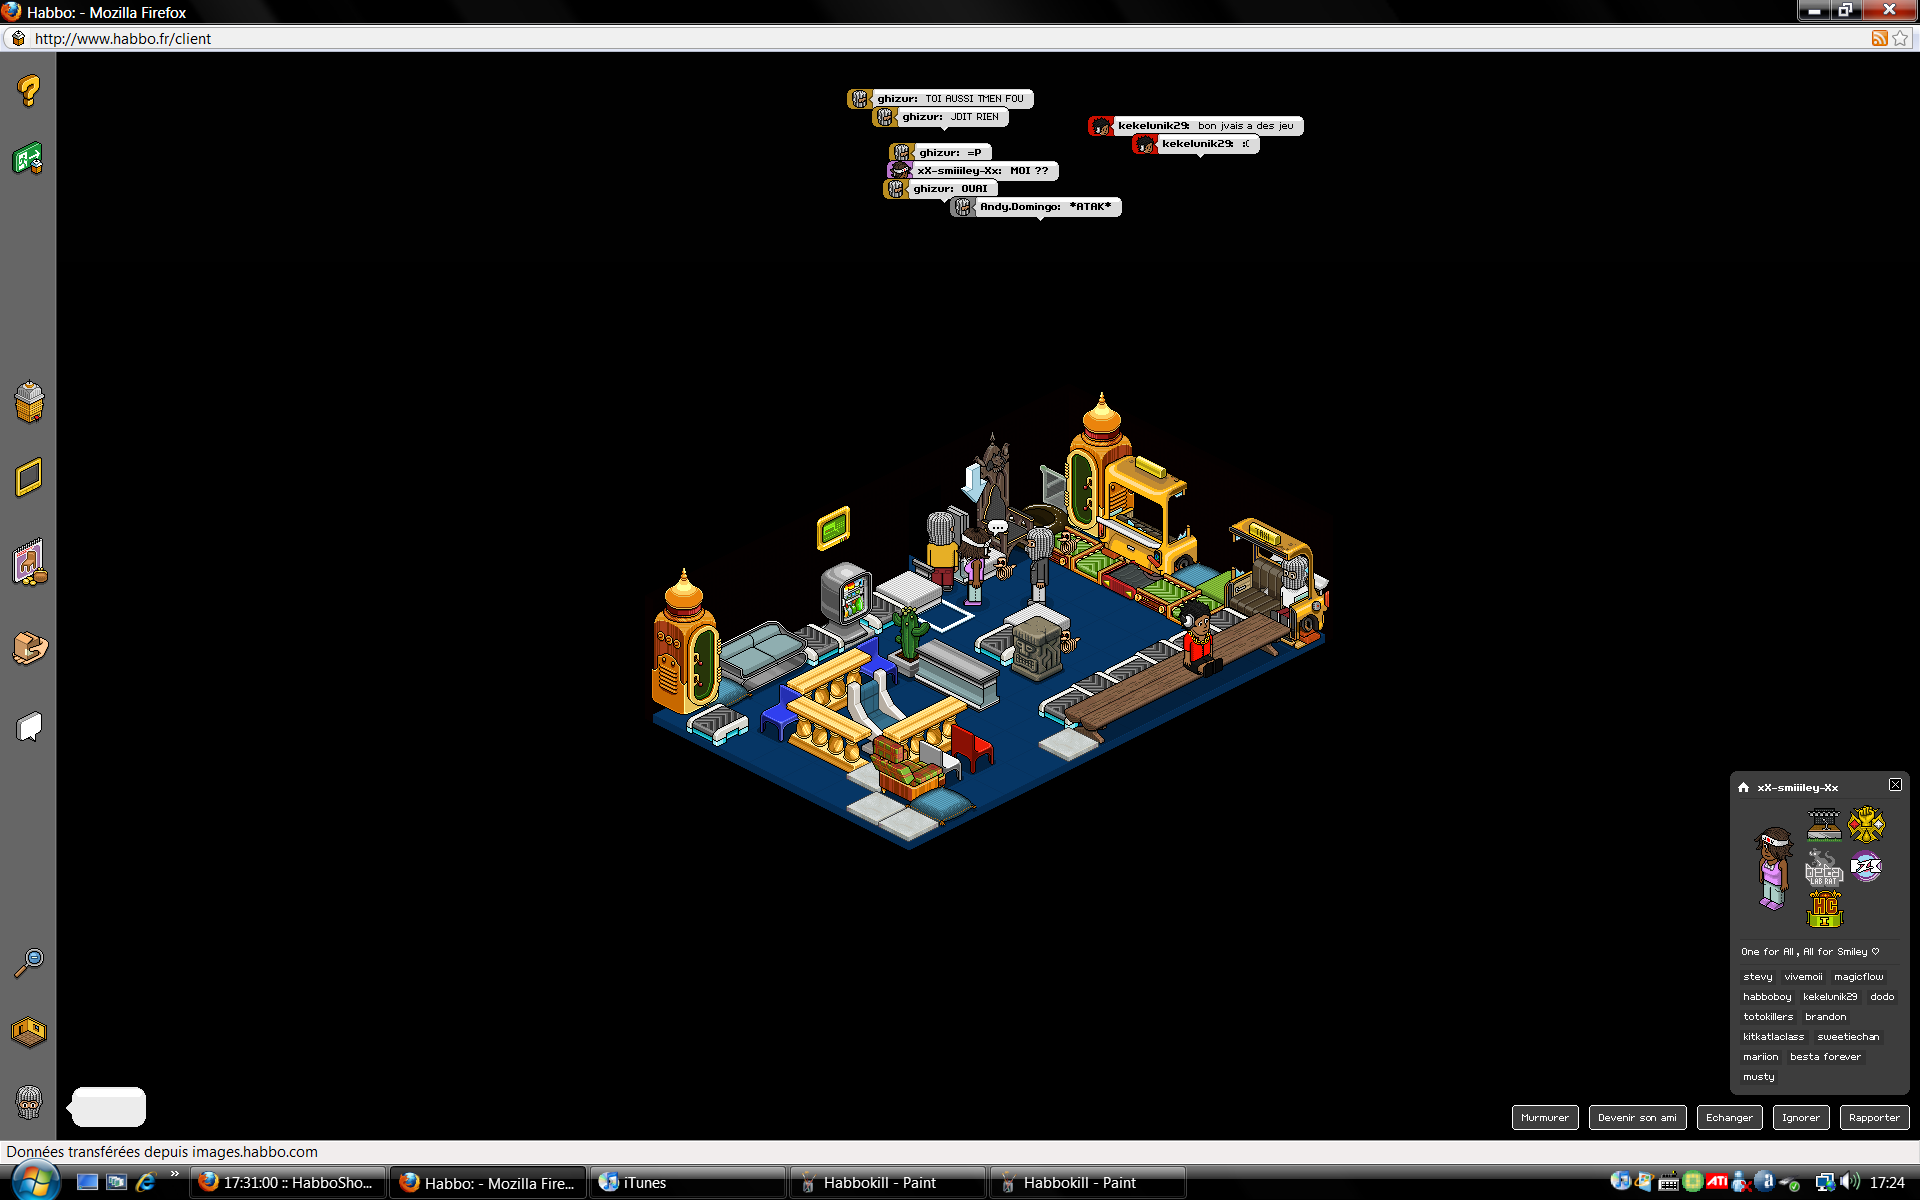 Habbo: - Mozilla Firefox
http://www.habbo.fr/client
ghizur: TOI AUSSI TMEN FOU
ghizur: JDIT RIEN
kekelunik29: bon jvais a des jeu
kekelunik29: :(
ghizur: =P
xX-smiiiley-Xx: MOI ??
ghizur: OUAI
Andy.Domingo: *ATAK*
xX-smiiiley-Xx
LAB RAT
HC
I
One for All , All for Smiley ♡
stevy vivemoii magicflow
habboboy kekelunik29 dodo
totokillers brandon
kitkatlaclass sweetiechan
mariion besta forever
musty
Murmurer Devenir son ami Echanger Ignorer Rapporter
Données transférées depuis images.habbo.com
17:31:00 :: HabboSho... Habbo: - Mozilla Fire... iTunes Habbokill - Paint Habbokill - Paint ATI 17:24